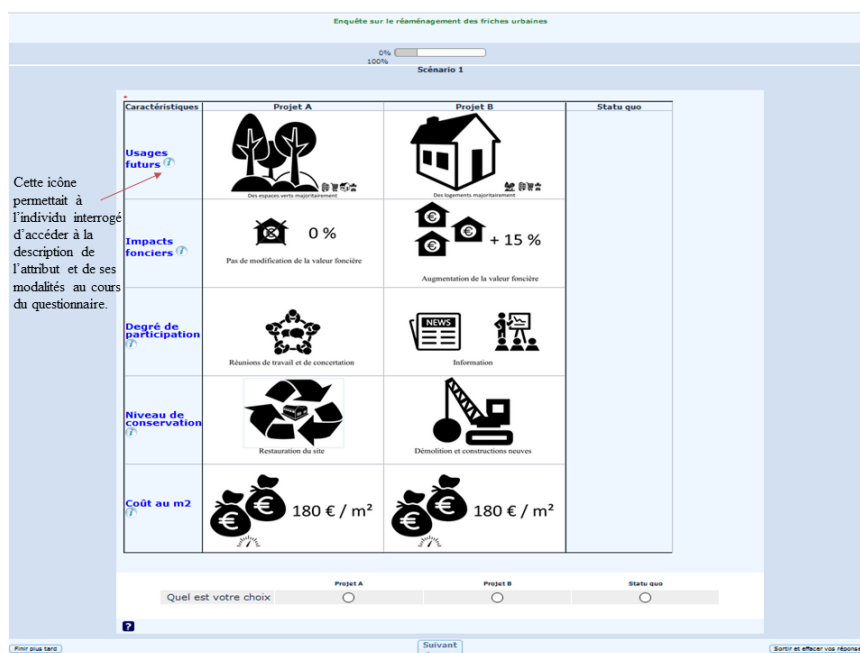 Enquête sur le réaménagement des friches urbaines
0%
100%
Scénario 1
*
Caractéristiques Projet A Projet B Statu quo
Usages
futurs
Des espaces verts majoritairement
Des logements majoritairement
Cette icône
permettait à
l'individu interrogé
d'accéder à la
description de
l'attribut et de ses
modalités au cours
du questionnaire.
Impacts
fonciers
0 %
Pas de modification de la valeur foncière
€
€
€
+ 15 %
Augmentation de la valeur foncière
Degré de
participation
Réunions de travail et de concertation
NEWS
Information
Niveau de
conservation
Restauration du site
Démolition et constructions neuves
Coût au m2
€ € 180 € / m²
€ € 180 € / m²
Projet A Projet B Statu quo
Quel est votre choix
?
Finir plus tard
Suivant
Sortir et effacer vos réponse